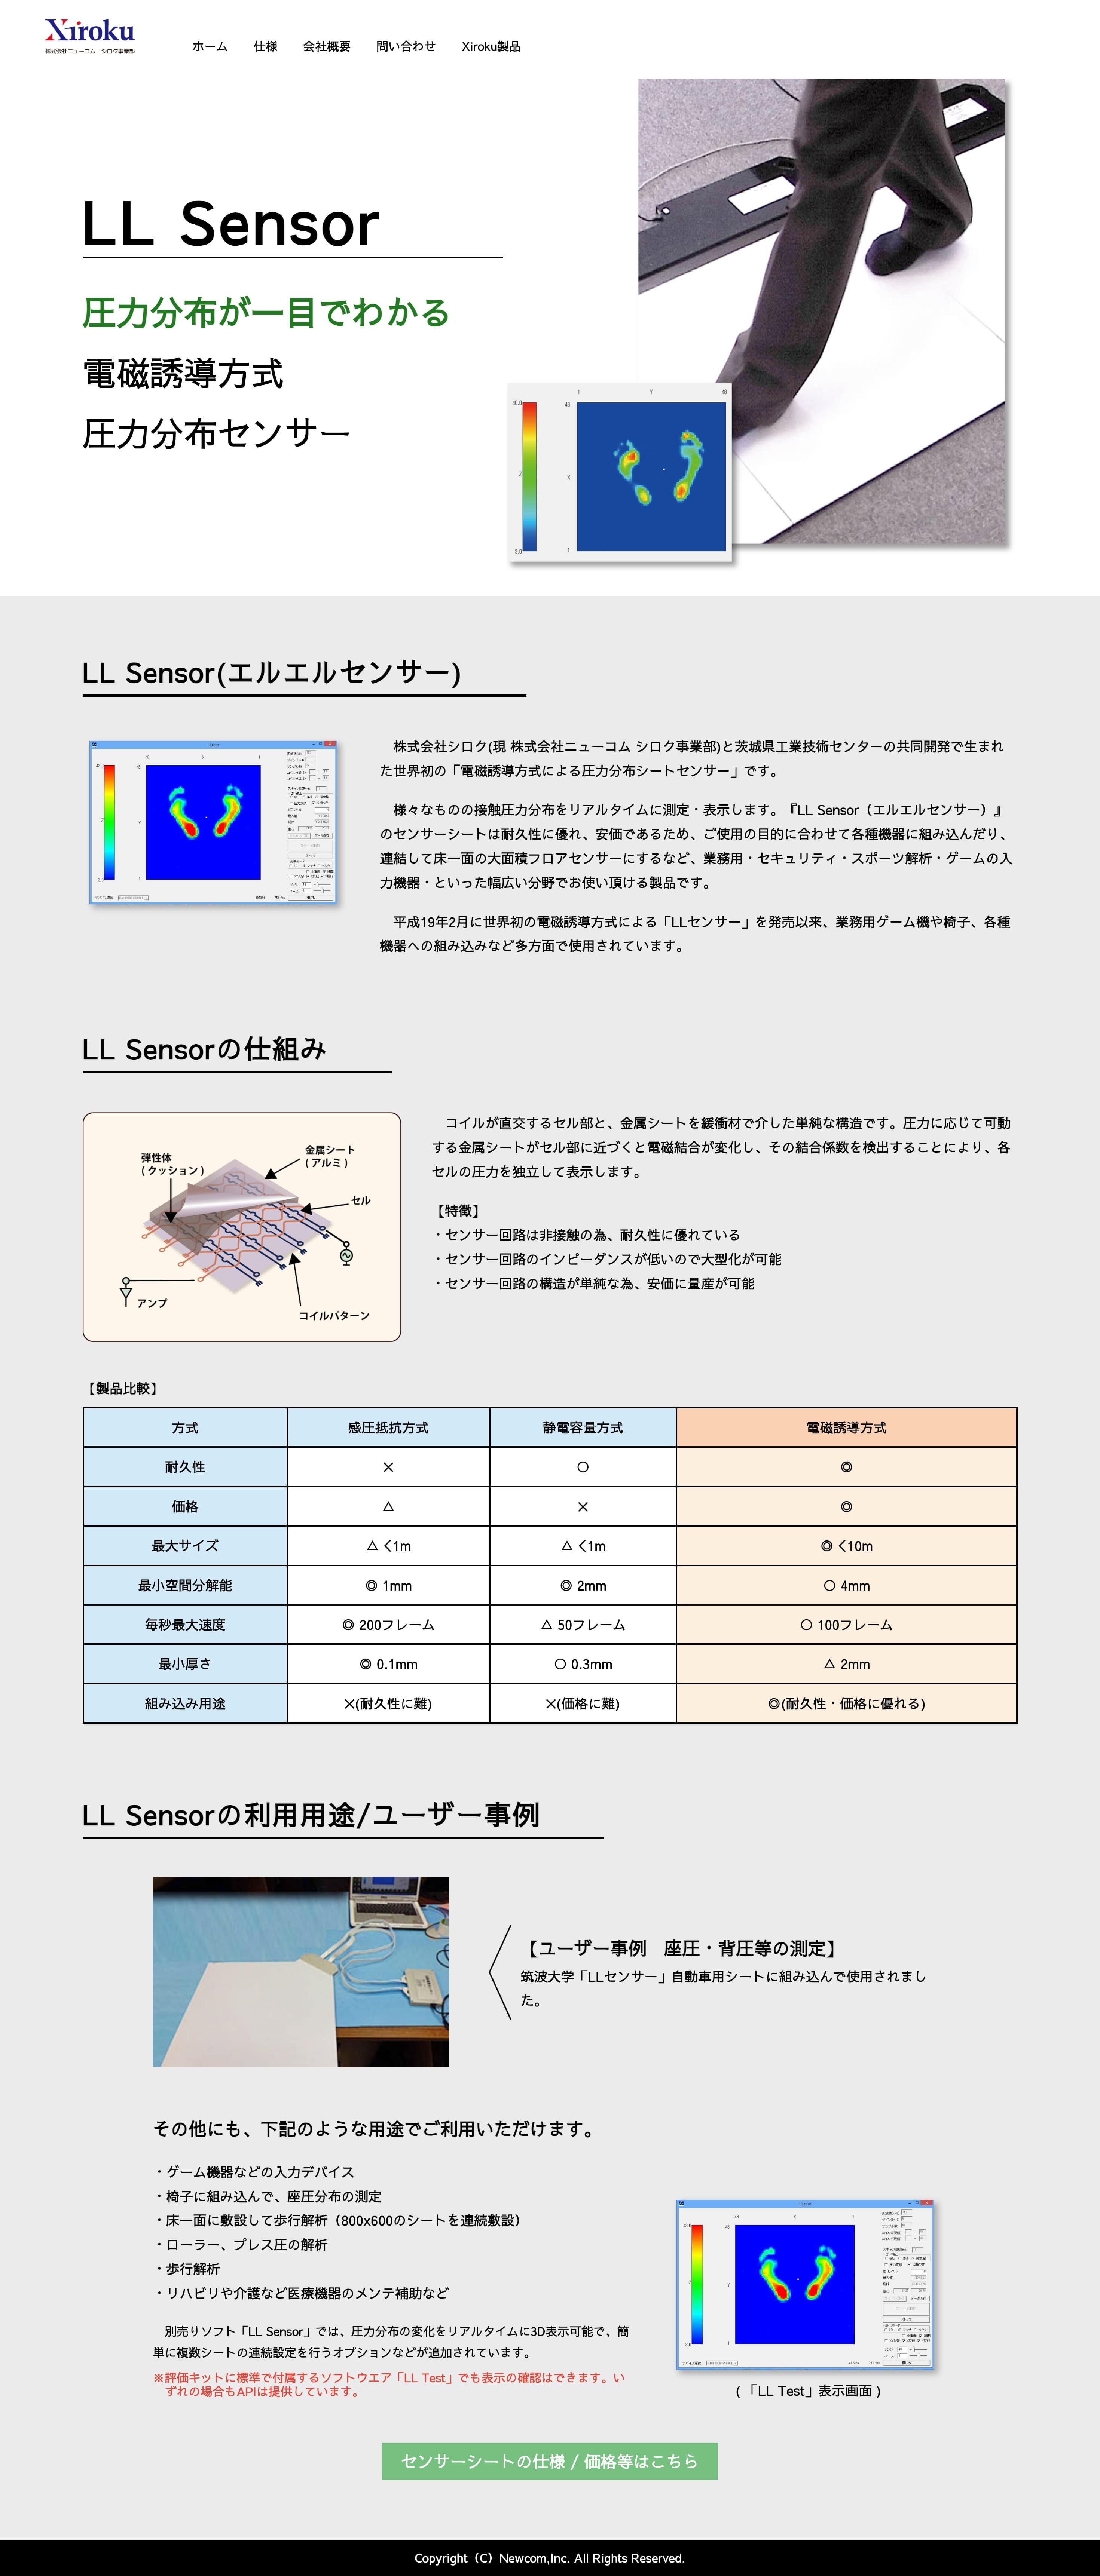 Xiroku
株式会社ニューコム　シロク事業部
ホーム 仕様 会社概要 問い合わせ Xiroku製品
LL Sensor
圧力分布が一目でわかる
電磁誘導方式
圧力分布センサー
LL Sensor(エルエルセンサー)
株式会社シロク(現 株式会社ニューコム シロク事業部)と茨城県工業技術センターの共同開発で生まれ
た世界初の「電磁誘導方式による圧力分布シートセンサー」です。
様々なものの接触圧力分布をリアルタイムに測定・表示します。『LL Sensor（エルエルセンサー）』
のセンサーシートは耐久性に優れ、安価であるため、ご使用の目的に合わせて各種機器に組み込んだり、
連結して床一面の大面積フロアセンサーにするなど、業務用・セキュリティ・スポーツ解析・ゲームの入
力機器・といった幅広い分野でお使い頂ける製品です。
平成19年2月に世界初の電磁誘導方式による「LLセンサー」を発売以来、業務用ゲーム機や椅子、各種
機器への組み込みなど多方面で使用されています。
LL Sensorの仕組み
弾性体
(クッション)
金属シート
(アルミ)
セル
アンプ
コイルパターン
コイルが直交するセル部と、金属シートを緩衝材で介した単純な構造です。圧力に応じて可動
する金属シートがセル部に近づくと電磁結合が変化し、その結合係数を検出することにより、各
セルの圧力を独立して表示します。
【特徴】
・センサー回路は非接触の為、耐久性に優れている
・センサー回路のインピーダンスが低いので大型化が可能
・センサー回路の構造が単純な為、安価に量産が可能
【製品比較】
方式 感圧抵抗方式 静電容量方式 電磁誘導方式
耐久性 × ○ ◎
価格 △ × ◎
最大サイズ △ <1m △ <1m ◎ <10m
最小空間分解能 ◎ 1mm ◎ 2mm ○ 4mm
毎秒最大速度 ◎ 200フレーム △ 50フレーム ○ 100フレーム
最小厚さ ◎ 0.1mm ○ 0.3mm △ 2mm
組み込み用途 ×(耐久性に難) ×(価格に難) ◎(耐久性・価格に優れる)
LL Sensorの利用用途/ユーザー事例
【ユーザー事例　座圧・背圧等の測定】
筑波大学「LLセンサー」自動車用シートに組み込んで使用されまし
た。
その他にも、下記のような用途でご利用いただけます。
・ゲーム機器などの入力デバイス
・椅子に組み込んで、座圧分布の測定
・床一面に敷設して歩行解析（800x600のシートを連続敷設）
・ローラー、プレス圧の解析
・歩行解析
・リハビリや介護など医療機器のメンテ補助など
別売りソフト「LL Sensor」では、圧力分布の変化をリアルタイムに3D表示可能で、簡
単に複数シートの連続設定を行うオプションなどが追加されています。
※評価キットに標準で付属するソフトウエア「LL Test」でも表示の確認はできます。い
ずれの場合もAPIは提供しています。
(「LL Test」表示画面 )
センサーシートの仕様 / 価格等はこちら
Copyright（C）Newcom,Inc. All Rights Reserved.